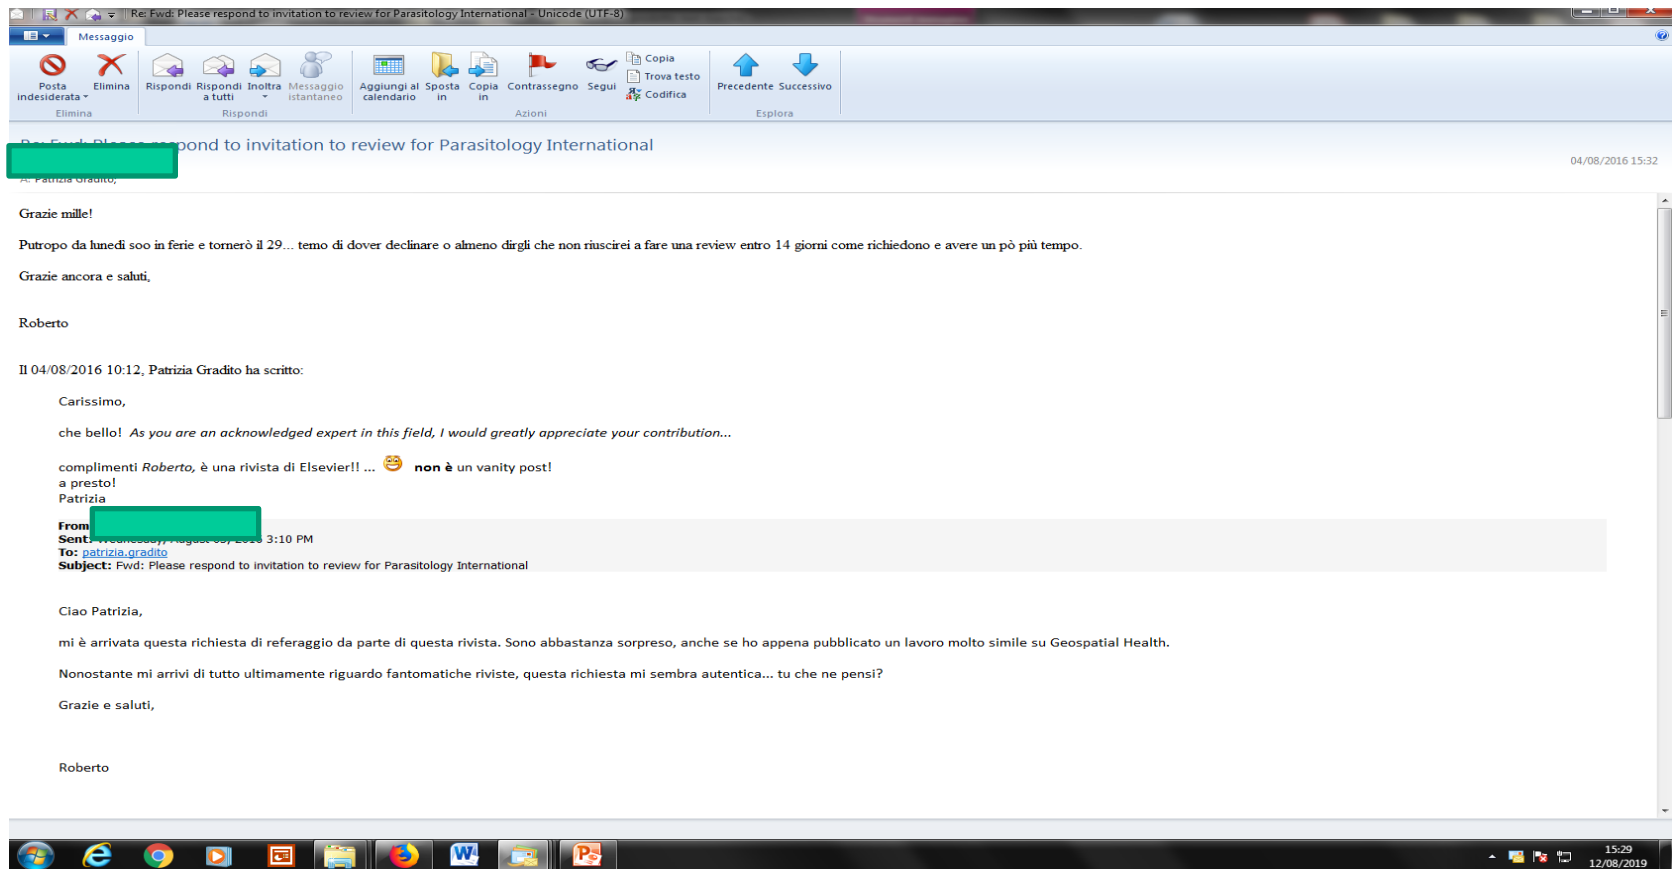 Re: Fwd: Please respond to invitation to review for Parasitology International - Unicode (UTF-8)
Messaggio
Posta indesiderata
Elimina
Rispondi
Rispondi a tutti
Inoltra
Messaggio istantaneo
Aggiungi al calendario
Sposta in
Copia in
Contrassegno
Segui
Copia
Trova testo
Codifica
Precedente
Successivo
Elimina
Rispondi
Azioni
Esplora
Re: Fwd: Please respond to invitation to review for Parasitology International
04/08/2016 15:32
A: Patrizia Gradito;
Grazie mille!
Putropo da lunedì soo in ferie e tornerò il 29... temo di dover declinare o almeno dirgli che non riuscirei a fare una review entro 14 giorni come richiedono e avere un pò più tempo.
Grazie ancora e saluti,
Roberto
Il 04/08/2016 10:12, Patrizia Gradito ha scritto:
Carissimo,
che bello! As you are an acknowledged expert in this field, I would greatly appreciate your contribution...
complimenti Roberto, è una rivista di Elsevier!! ... non è un vanity post!
a presto!
Patrizia
From
Sent: Wednesday, August 03, 2016 3:10 PM
To: patrizia.gradito
Subject: Fwd: Please respond to invitation to review for Parasitology International
Ciao Patrizia,
mi è arrivata questa richiesta di referaggio da parte di questa rivista. Sono abbastanza sorpreso, anche se ho appena pubblicato un lavoro molto simile su Geospatial Health.
Nonostante mi arrivi di tutto ultimamente riguardo fantomatiche riviste, questa richiesta mi sembra autentica... tu che ne pensi?
Grazie e saluti,
Roberto
15:29
12/08/2019